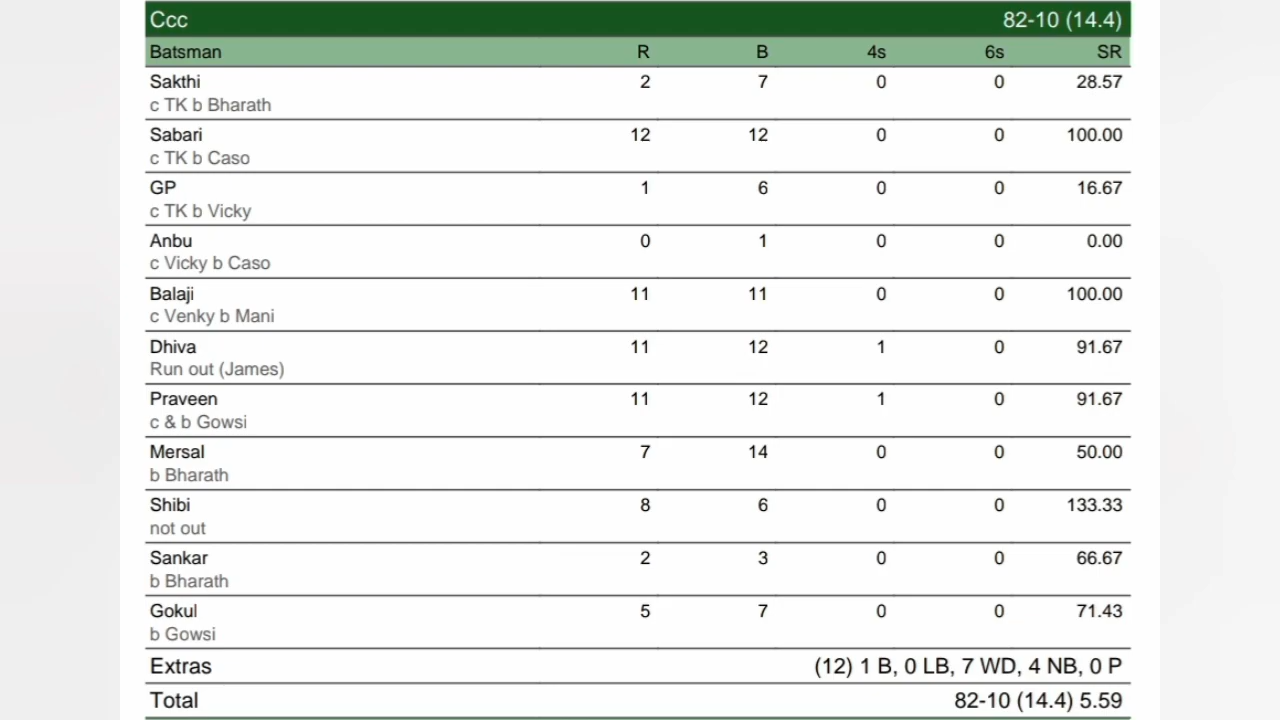 Ccc 82-10 (14.4)
Batsman R B 4s 6s SR
Sakthi 2 7 0 0 28.57
c TK b Bharath
Sabari 12 12 0 0 100.00
c TK b Caso
GP 1 6 0 0 16.67
c TK b Vicky
Anbu 0 1 0 0 0.00
c Vicky b Caso
Balaji 11 11 0 0 100.00
c Venky b Mani
Dhiva 11 12 1 0 91.67
Run out (James)
Praveen 11 12 1 0 91.67
c & b Gowsi
Mersal 7 14 0 0 50.00
b Bharath
Shibi 8 6 0 0 133.33
not out
Sankar 2 3 0 0 66.67
b Bharath
Gokul 5 7 0 0 71.43
b Gowsi
Extras (12) 1 B, 0 LB, 7 WD, 4 NB, 0 P
Total 82-10 (14.4) 5.59